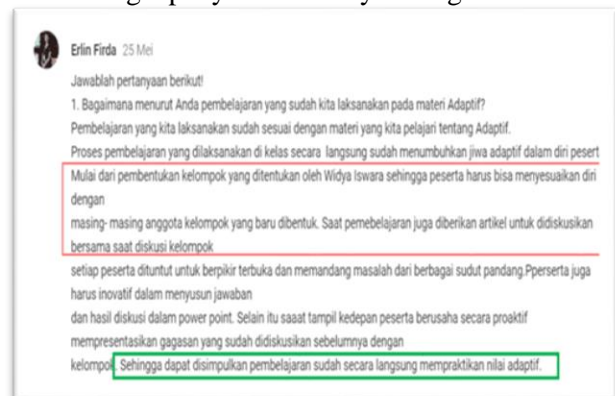 Erlin Firda 25 Mei
Jawablah pertanyaan berikut!
1. Bagaimana menurut Anda pembelajaran yang sudah kita laksanakan pada materi Adaptif?
Pembelajaran yang kita laksanakan sudah sesuai dengan materi yang kita pelajari tentang Adaptif.
Proses pembelajaran yang dilaksanakan di kelas secara langsung sudah menumbuhkan jiwa adaptif dalam diri pesert
Mulai dari pembentukan kelompok yang ditentukan oleh Widya Iswara sehingga peserta harus bisa menyesuaikan diri
dengan
masing- masing anggota kelompok yang baru dibentuk. Saat pemebelajaran juga diberikan artikel untuk didiskusikan
bersama saat diskusi kelompok
setiap peserta dituntut untuk berpikir terbuka dan memandang masalah dari berbagai sudut pandang.Pperserta juga
harus inovatif dalam menyusun jawaban
dan hasil diskusi dalam power point. Selain itu saaat tampil kedepan peserta berusaha secara proaktif
mempresentasikan gagasan yang sudah didiskusikan sebelumnya dengan
kelompok. Sehingga dapat disimpulkan pembelajaran sudah secara langsung mempraktikan nilai adaptif.